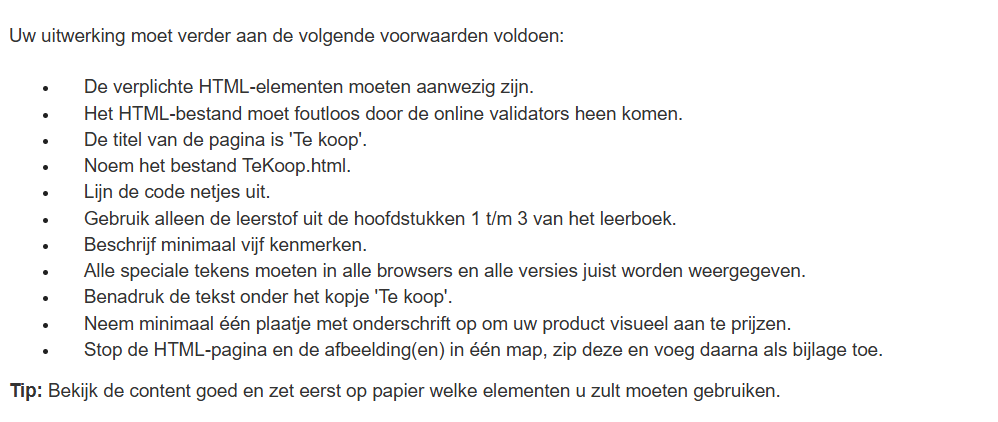 Uw uitwerking moet verder aan de volgende voorwaarden voldoen:
• De verplichte HTML-elementen moeten aanwezig zijn.
• Het HTML-bestand moet foutloos door de online validators heen komen.
• De titel van de pagina is 'Te koop'.
• Noem het bestand TeKoop.html.
• Lijn de code netjes uit.
• Gebruik alleen de leerstof uit de hoofdstukken 1 t/m 3 van het leerboek.
• Beschrijf minimaal vijf kenmerken.
• Alle speciale tekens moeten in alle browsers en alle versies juist worden weergegeven.
• Benadruk de tekst onder het kopje 'Te koop'.
• Neem minimaal één plaatje met onderschrift op om uw product visueel aan te prijzen.
• Stop de HTML-pagina en de afbeelding(en) in één map, zip deze en voeg daarna als bijlage toe.
Tip: Bekijk de content goed en zet eerst op papier welke elementen u zult moeten gebruiken.